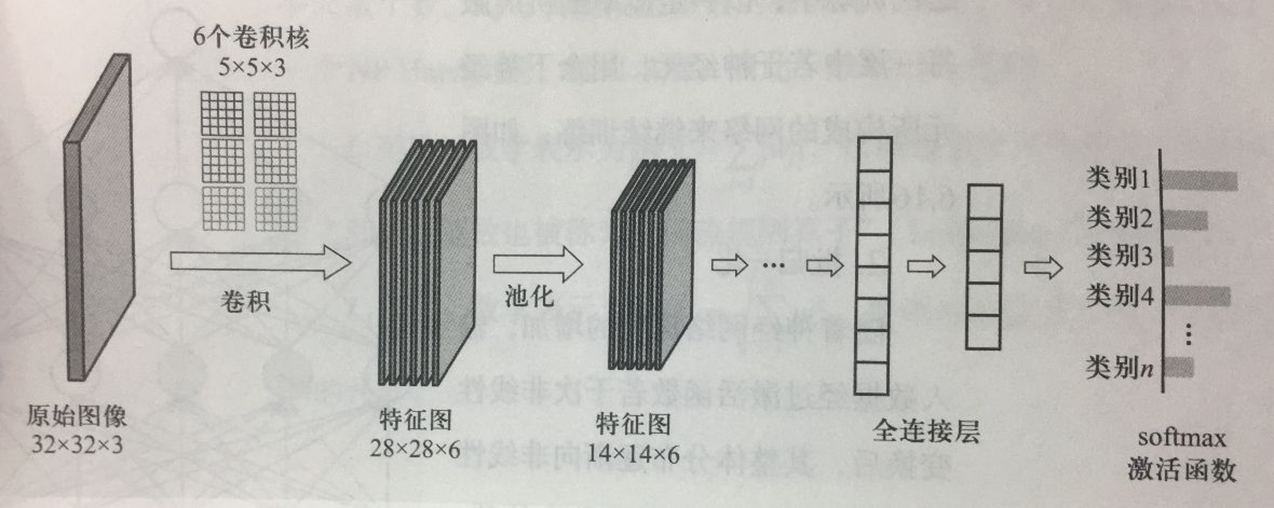 6个卷积核
5×5×3
卷积
原始图像
32×32×3
特征图
28×28×6
池化
特征图
14×14×6
...
全连接层
类别1
类别2
类别3
类别4
⋮
类别n
softmax
激活函数